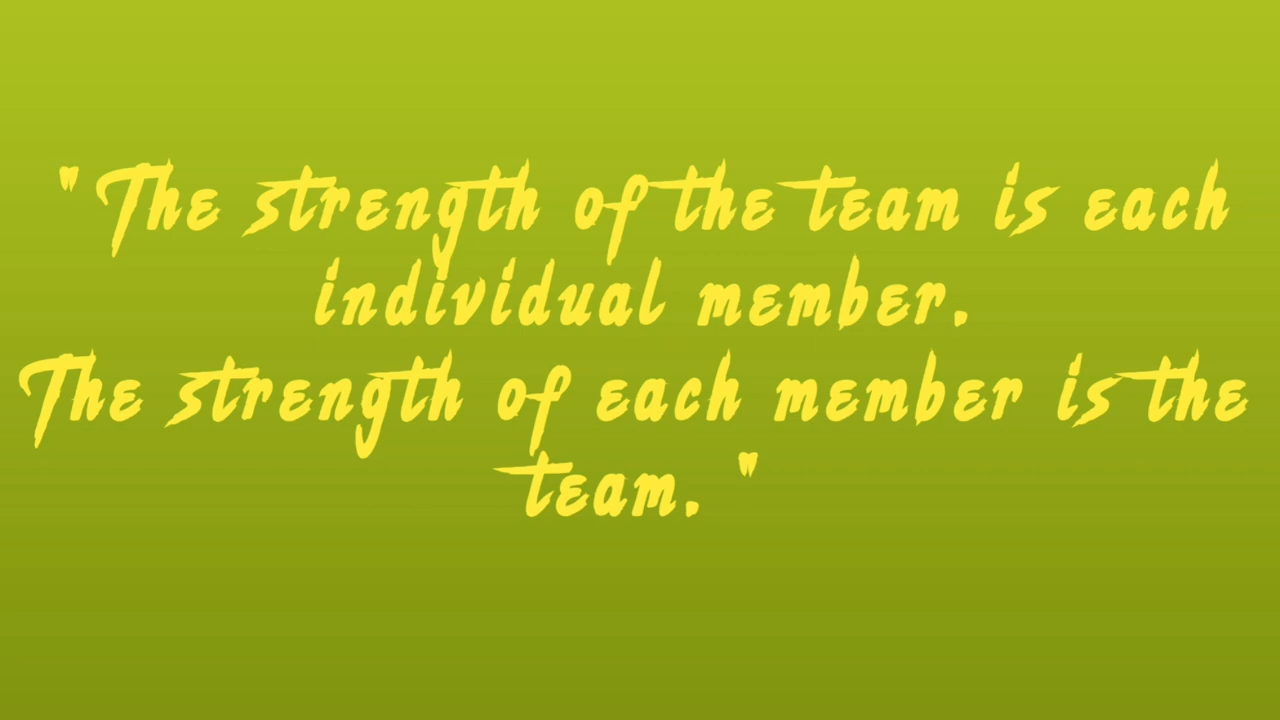 " The strength of the team is each
individual member.
The strength of each member is the
team. "